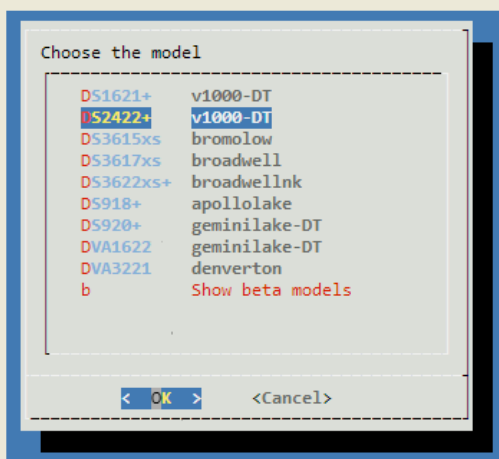 Choose the model
DS1621+ v1000-DT
DS2422+ v1000-DT
DS3615xs bromolow
DS3617xs broadwell
DS3622xs+ broadwellnk
DS918+ apollolake
DS920+ geminilake-DT
DVA1622 geminilake-DT
DVA3221 denverton
b Show beta models
< OK > <Cancel>